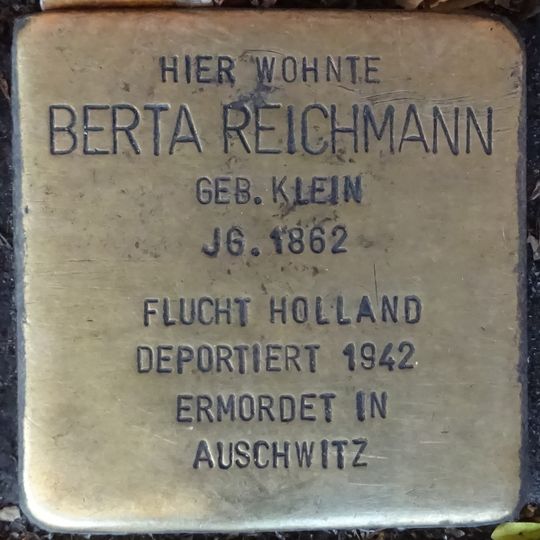 HIER WOHNTE
BERTA REICHMANN
GEB. KLEIN
JG. 1862
FLUCHT HOLLAND
DEPORTIERT 1942
ERMORDET IN
AUSCHWITZ